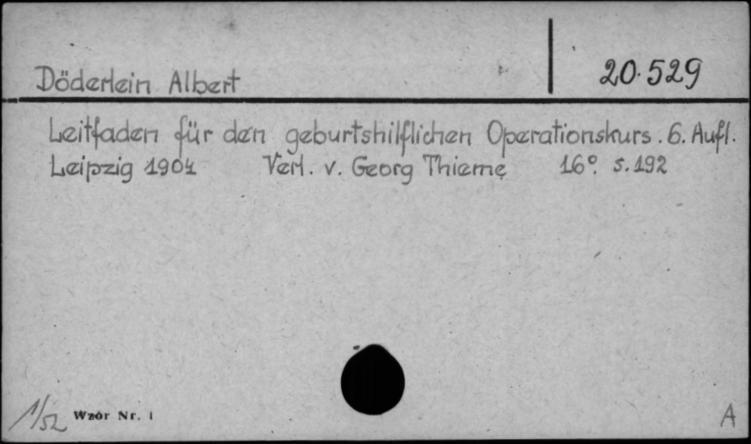 Döderlein Albert
20.529
Leitfaden für den geburtshilflichen Operationskurs. 6. Aufl.
Leipzig 1904 Verl. v. Georg Thieme 16° s. 192
1/52 Wzór Nr. 1
A